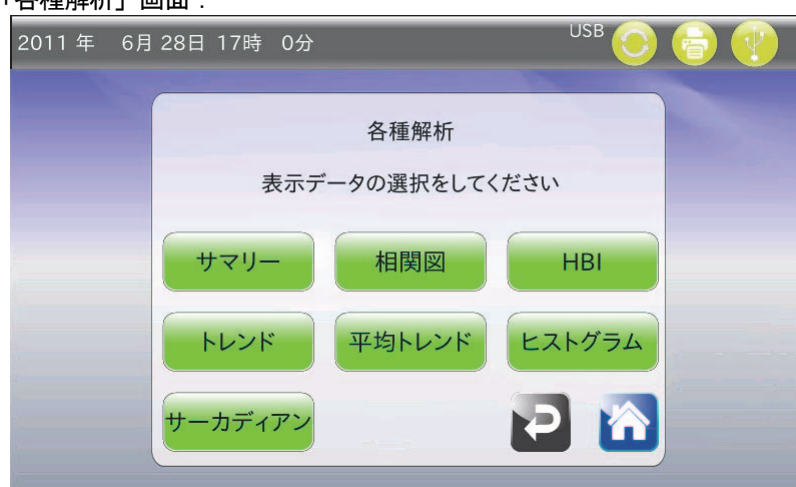 「各種解析」画面：
2011 年 6月 28日 17時 0分 USB
各種解析
表示データの選択をしてください
サマリー 相関図 HBI
トレンド 平均トレンド ヒストグラム
サーカディアン